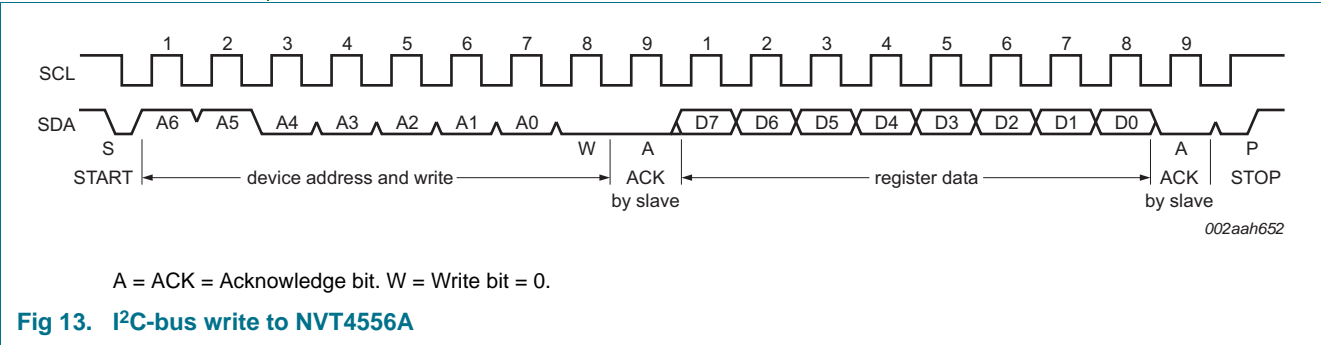 1 2 3 4 5 6 7 8 9 1 2 3 4 5 6 7 8 9
SCL
SDA A6 A5 A4 A3 A2 A1 A0 D7 D6 D5 D4 D3 D2 D1 D0
S W A A P
START device address and write ACK register data ACK STOP
by slave by slave
002aah652
A = ACK = Acknowledge bit. W = Write bit = 0.
Fig 13. I²C-bus write to NVT4556A